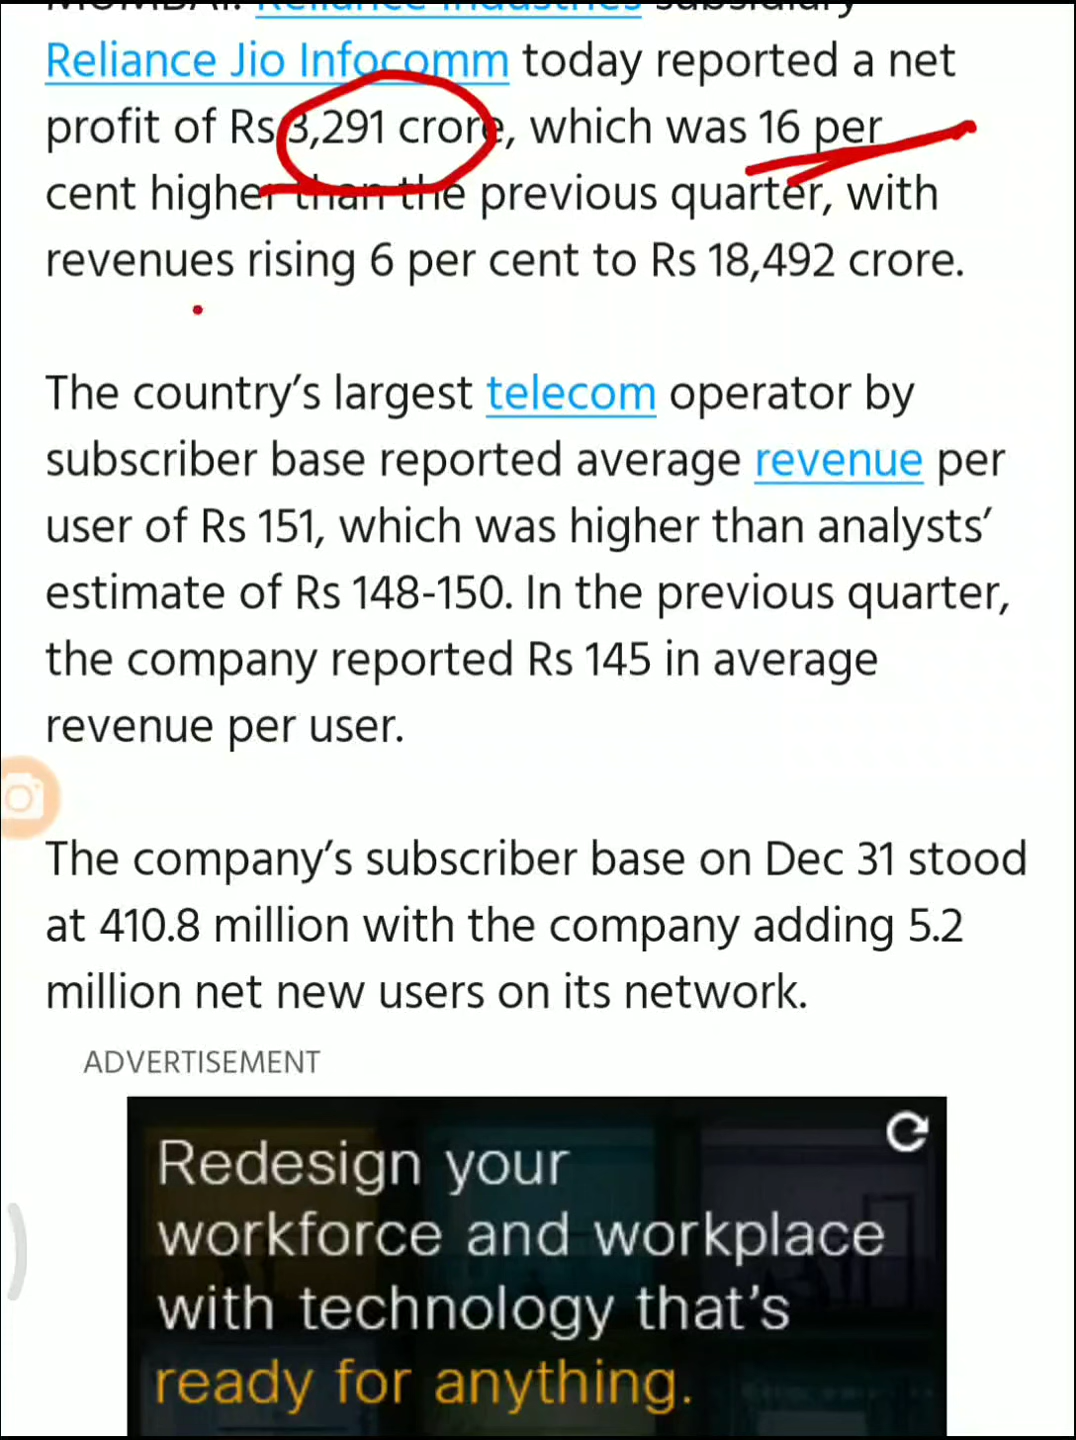 MUMBAI: Reliance Industries subsidiary
Reliance Jio Infocomm today reported a net
profit of Rs 3,291 crore, which was 16 per
cent higher than the previous quarter, with
revenues rising 6 per cent to Rs 18,492 crore.
The country's largest telecom operator by
subscriber base reported average revenue per
user of Rs 151, which was higher than analysts'
estimate of Rs 148-150. In the previous quarter,
the company reported Rs 145 in average
revenue per user.
The company's subscriber base on Dec 31 stood
at 410.8 million with the company adding 5.2
million net new users on its network.
ADVERTISEMENT
Redesign your
workforce and workplace
with technology that's
ready for anything.